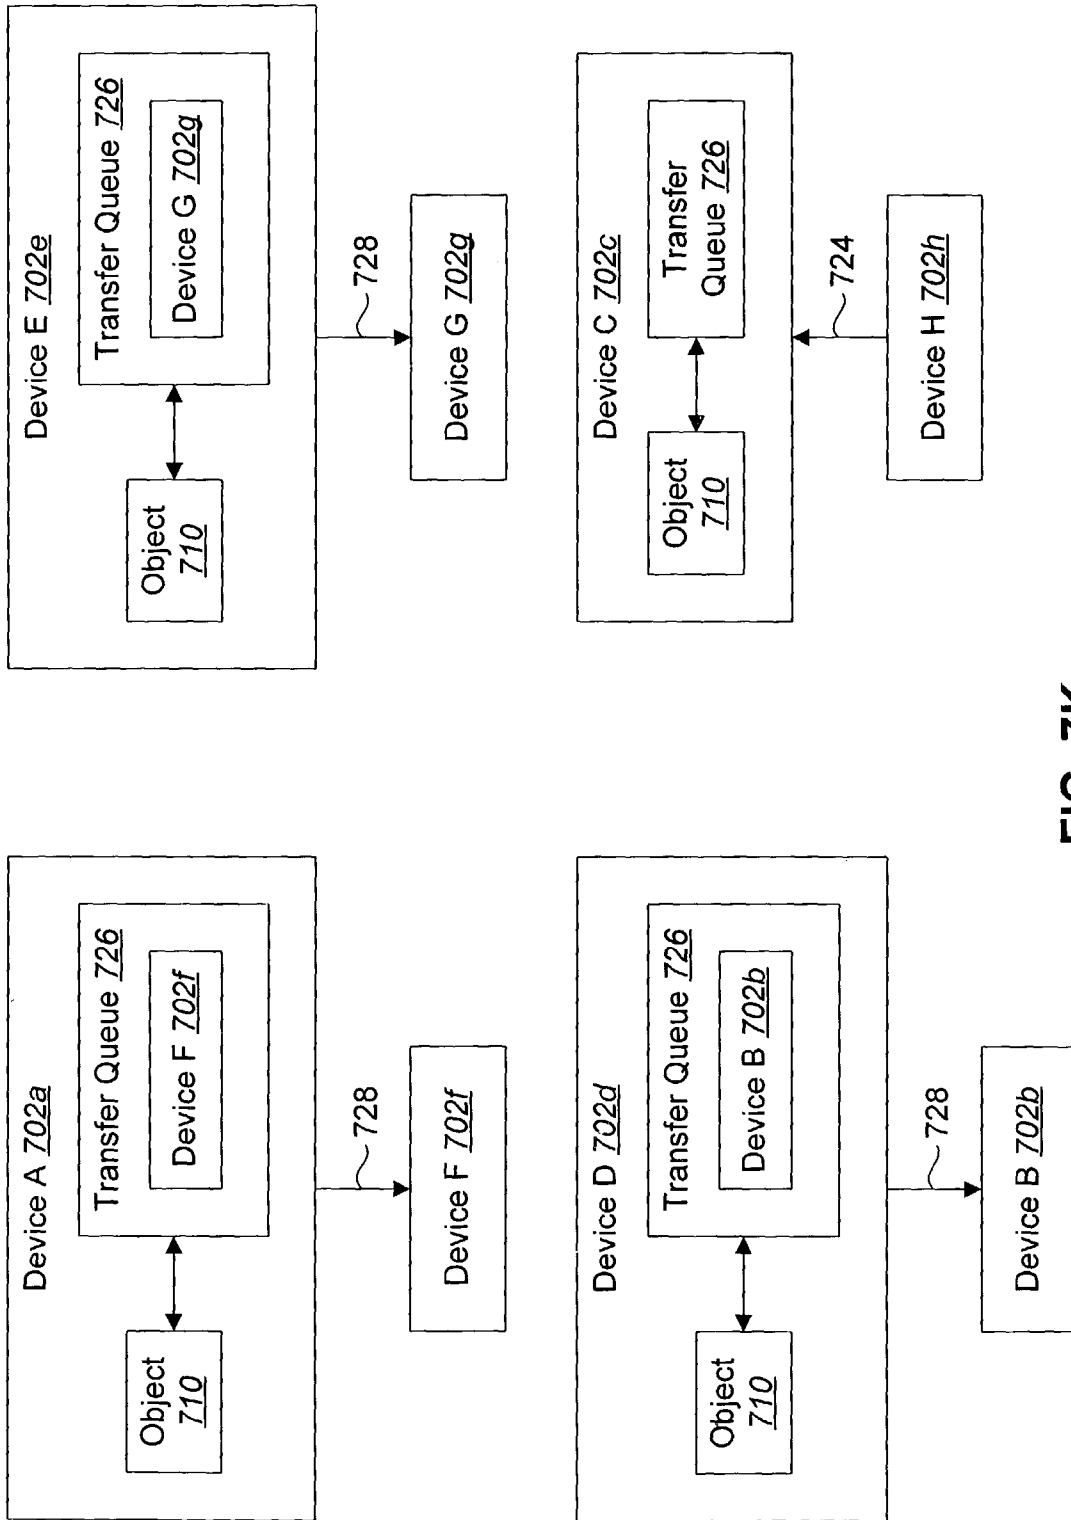 Device A 702a
Transfer Queue 726
Device F 702f
Object
710
728
Device F 702f
Device E 702e
Transfer Queue 726
Device G 702g
Object
710
728
Device G 702g
Device D 702d
Transfer Queue 726
Device B 702b
Object
710
728
Device B 702b
Device C 702c
Object
710
Transfer
Queue 726
724
Device H 702h
FIG. 7K